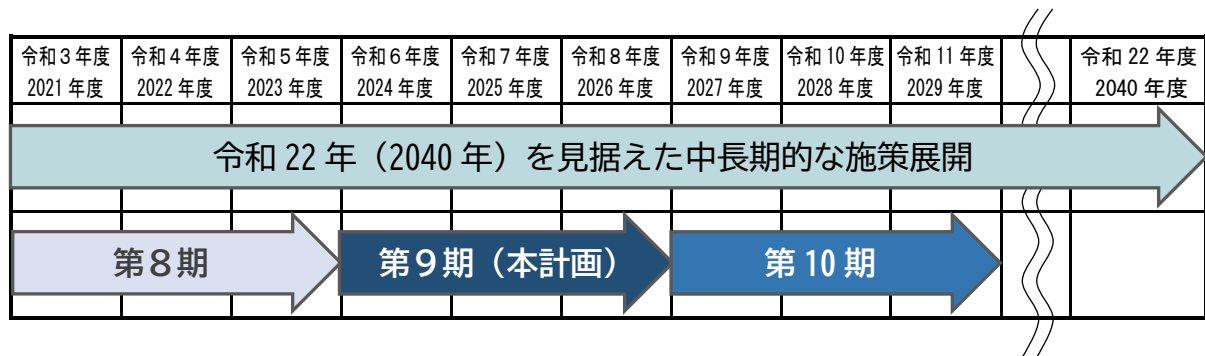 令和３年度 令和４年度 令和５年度 令和６年度 令和７年度 令和８年度 令和９年度 令和 10 年度 令和 11 年度 令和 22 年度
2021 年度 2022 年度 2023 年度 2024 年度 2025 年度 2026 年度 2027 年度 2028 年度 2029 年度 2040 年度
令和 22 年（2040 年）を見据えた中長期的な施策展開
第８期 第９期（本計画） 第 10 期